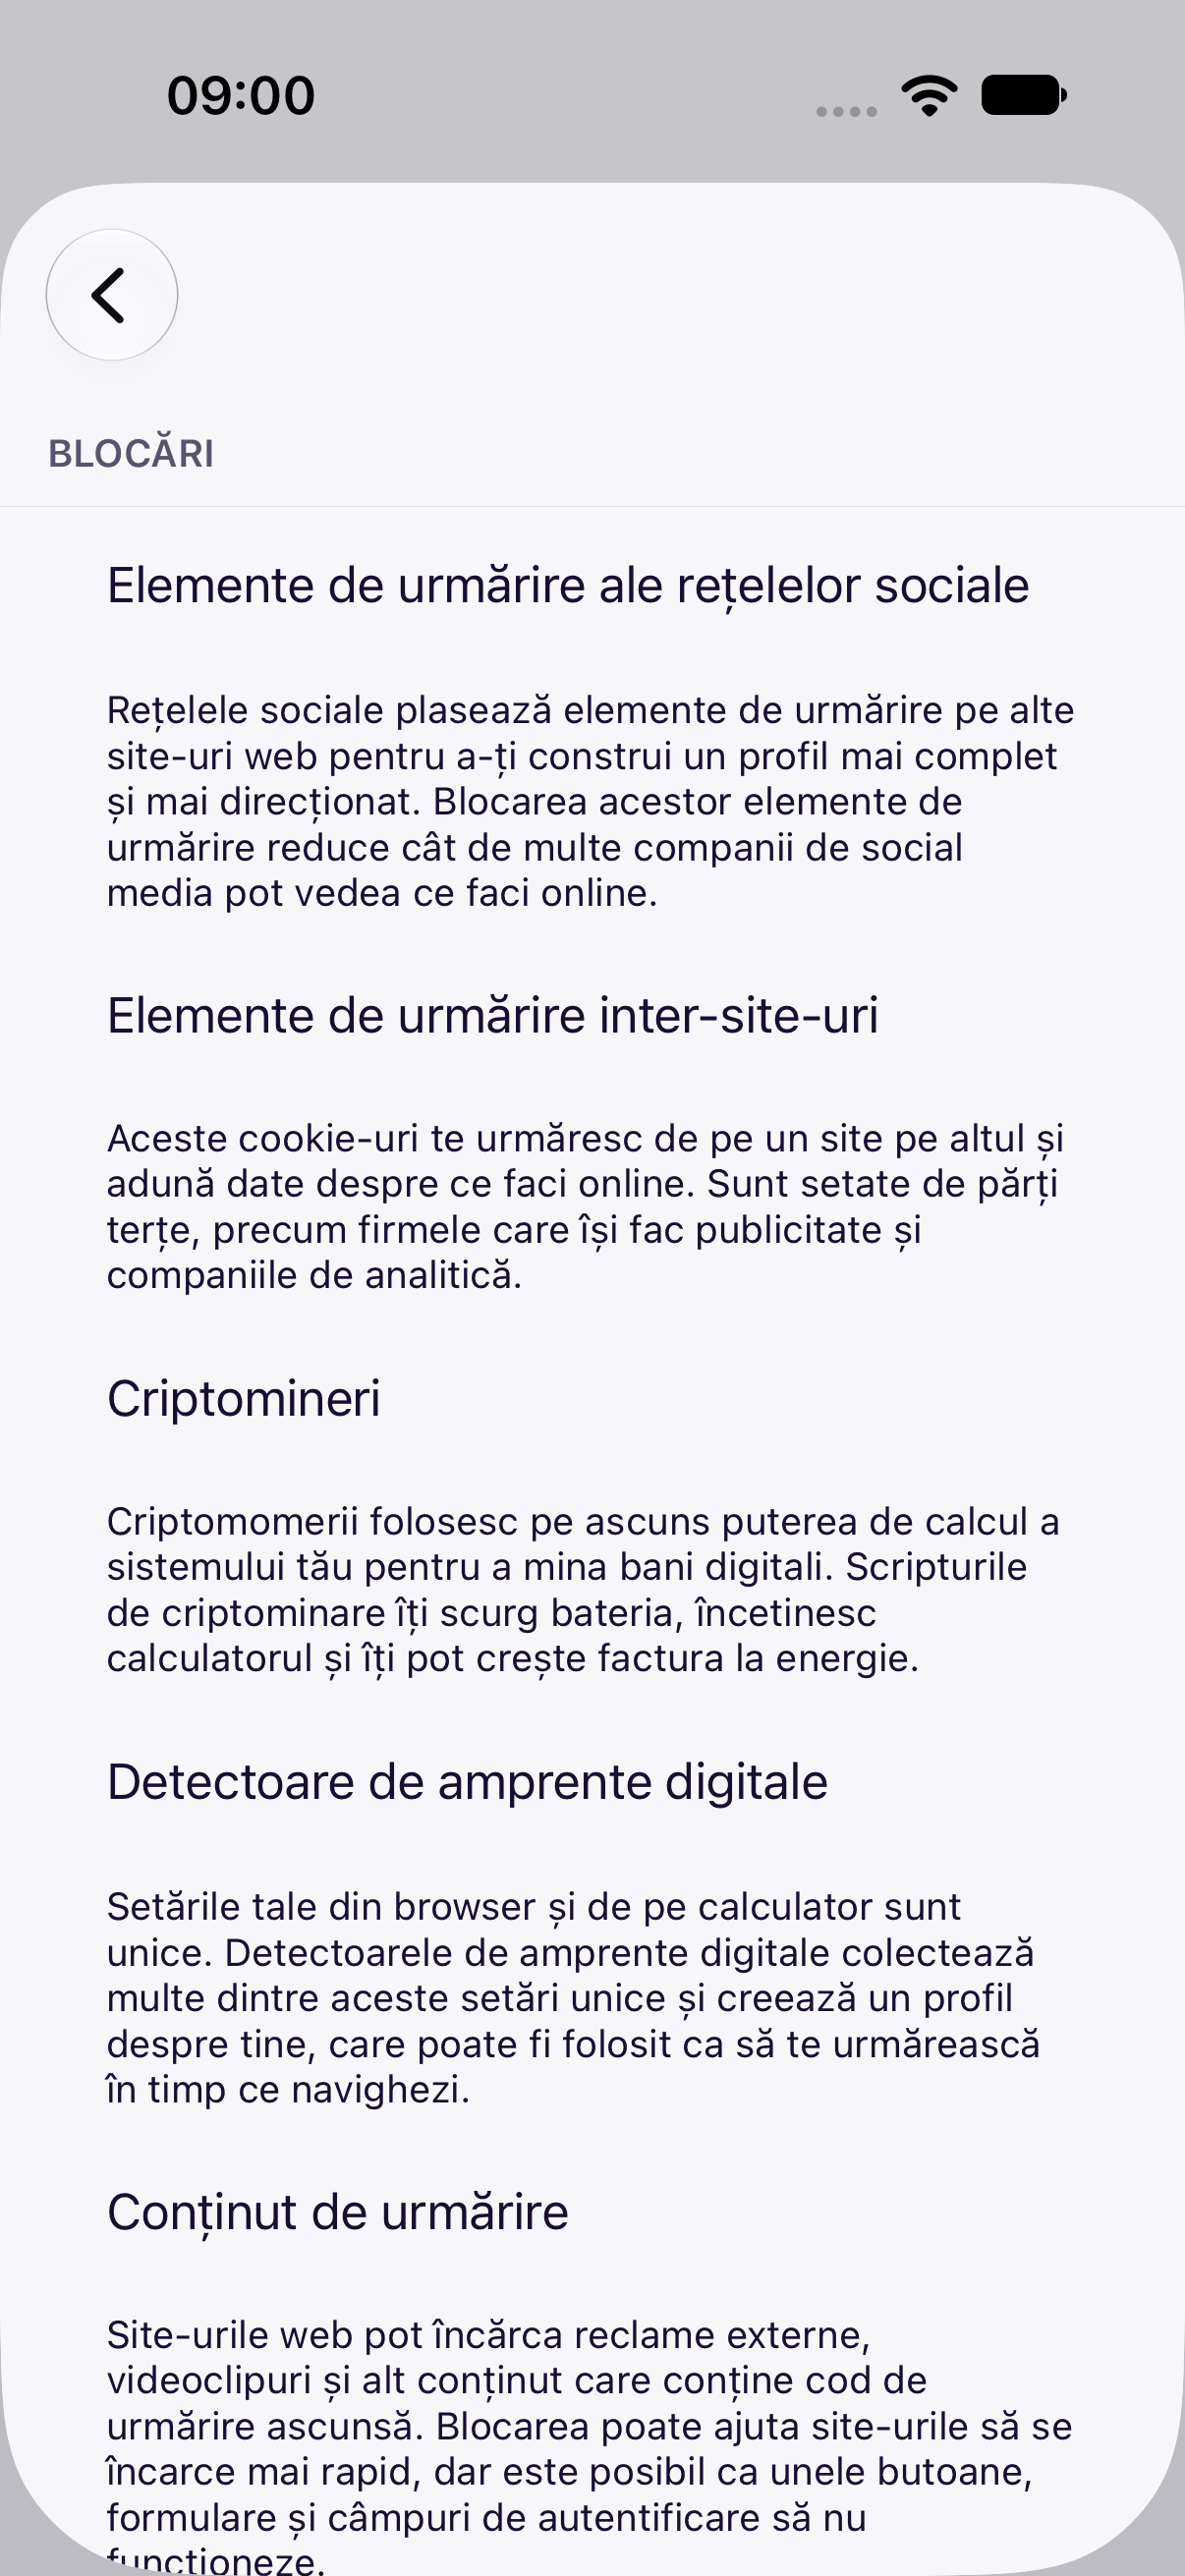 09:00
BLOCĂRI
Elemente de urmărire ale rețelelor sociale
Rețelele sociale plasează elemente de urmărire pe alte
site-uri web pentru a-ți construi un profil mai complet
și mai direcționat. Blocarea acestor elemente de
urmărire reduce cât de multe companii de social
media pot vedea ce faci online.
Elemente de urmărire inter-site-uri
Aceste cookie-uri te urmăresc de pe un site pe altul și
adună date despre ce faci online. Sunt setate de părți
terțe, precum firmele care își fac publicitate și
companiile de analitică.
Criptomineri
Criptomomerii folosesc pe ascuns puterea de calcul a
sistemului tău pentru a mina bani digitali. Scripturile
de criptominare îți scurg bateria, încetinesc
calculatorul și îți pot crește factura la energie.
Detectoare de amprente digitale
Setările tale din browser și de pe calculator sunt
unice. Detectoarele de amprente digitale colectează
multe dintre aceste setări unice și creează un profil
despre tine, care poate fi folosit ca să te urmărească
în timp ce navighezi.
Conținut de urmărire
Site-urile web pot încărca reclame externe,
videoclipuri și alt conținut care conține cod de
urmărire ascunsă. Blocarea poate ajuta site-urile să se
încarce mai rapid, dar este posibil ca unele butoane,
formulare și câmpuri de autentificare să nu
funcționeze.